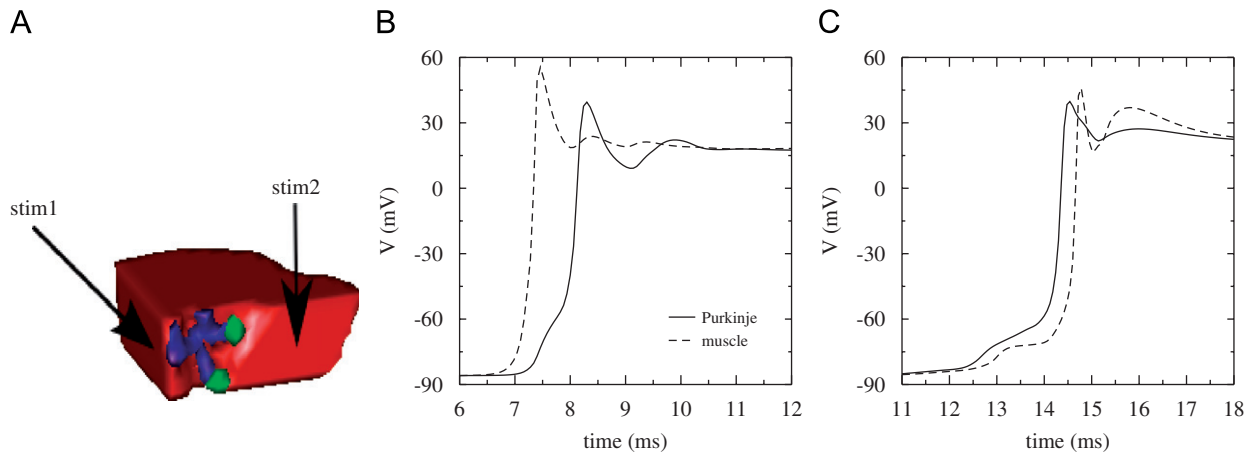 A
stim1
stim2
B
V (mV)
60
30
0
-30
-60
-90
6 7 8 9 10 11 12
time (ms)
Purkinje
muscle
C
V (mV)
60
30
0
-30
-60
-90
11 12 13 14 15 16 17 18
time (ms)